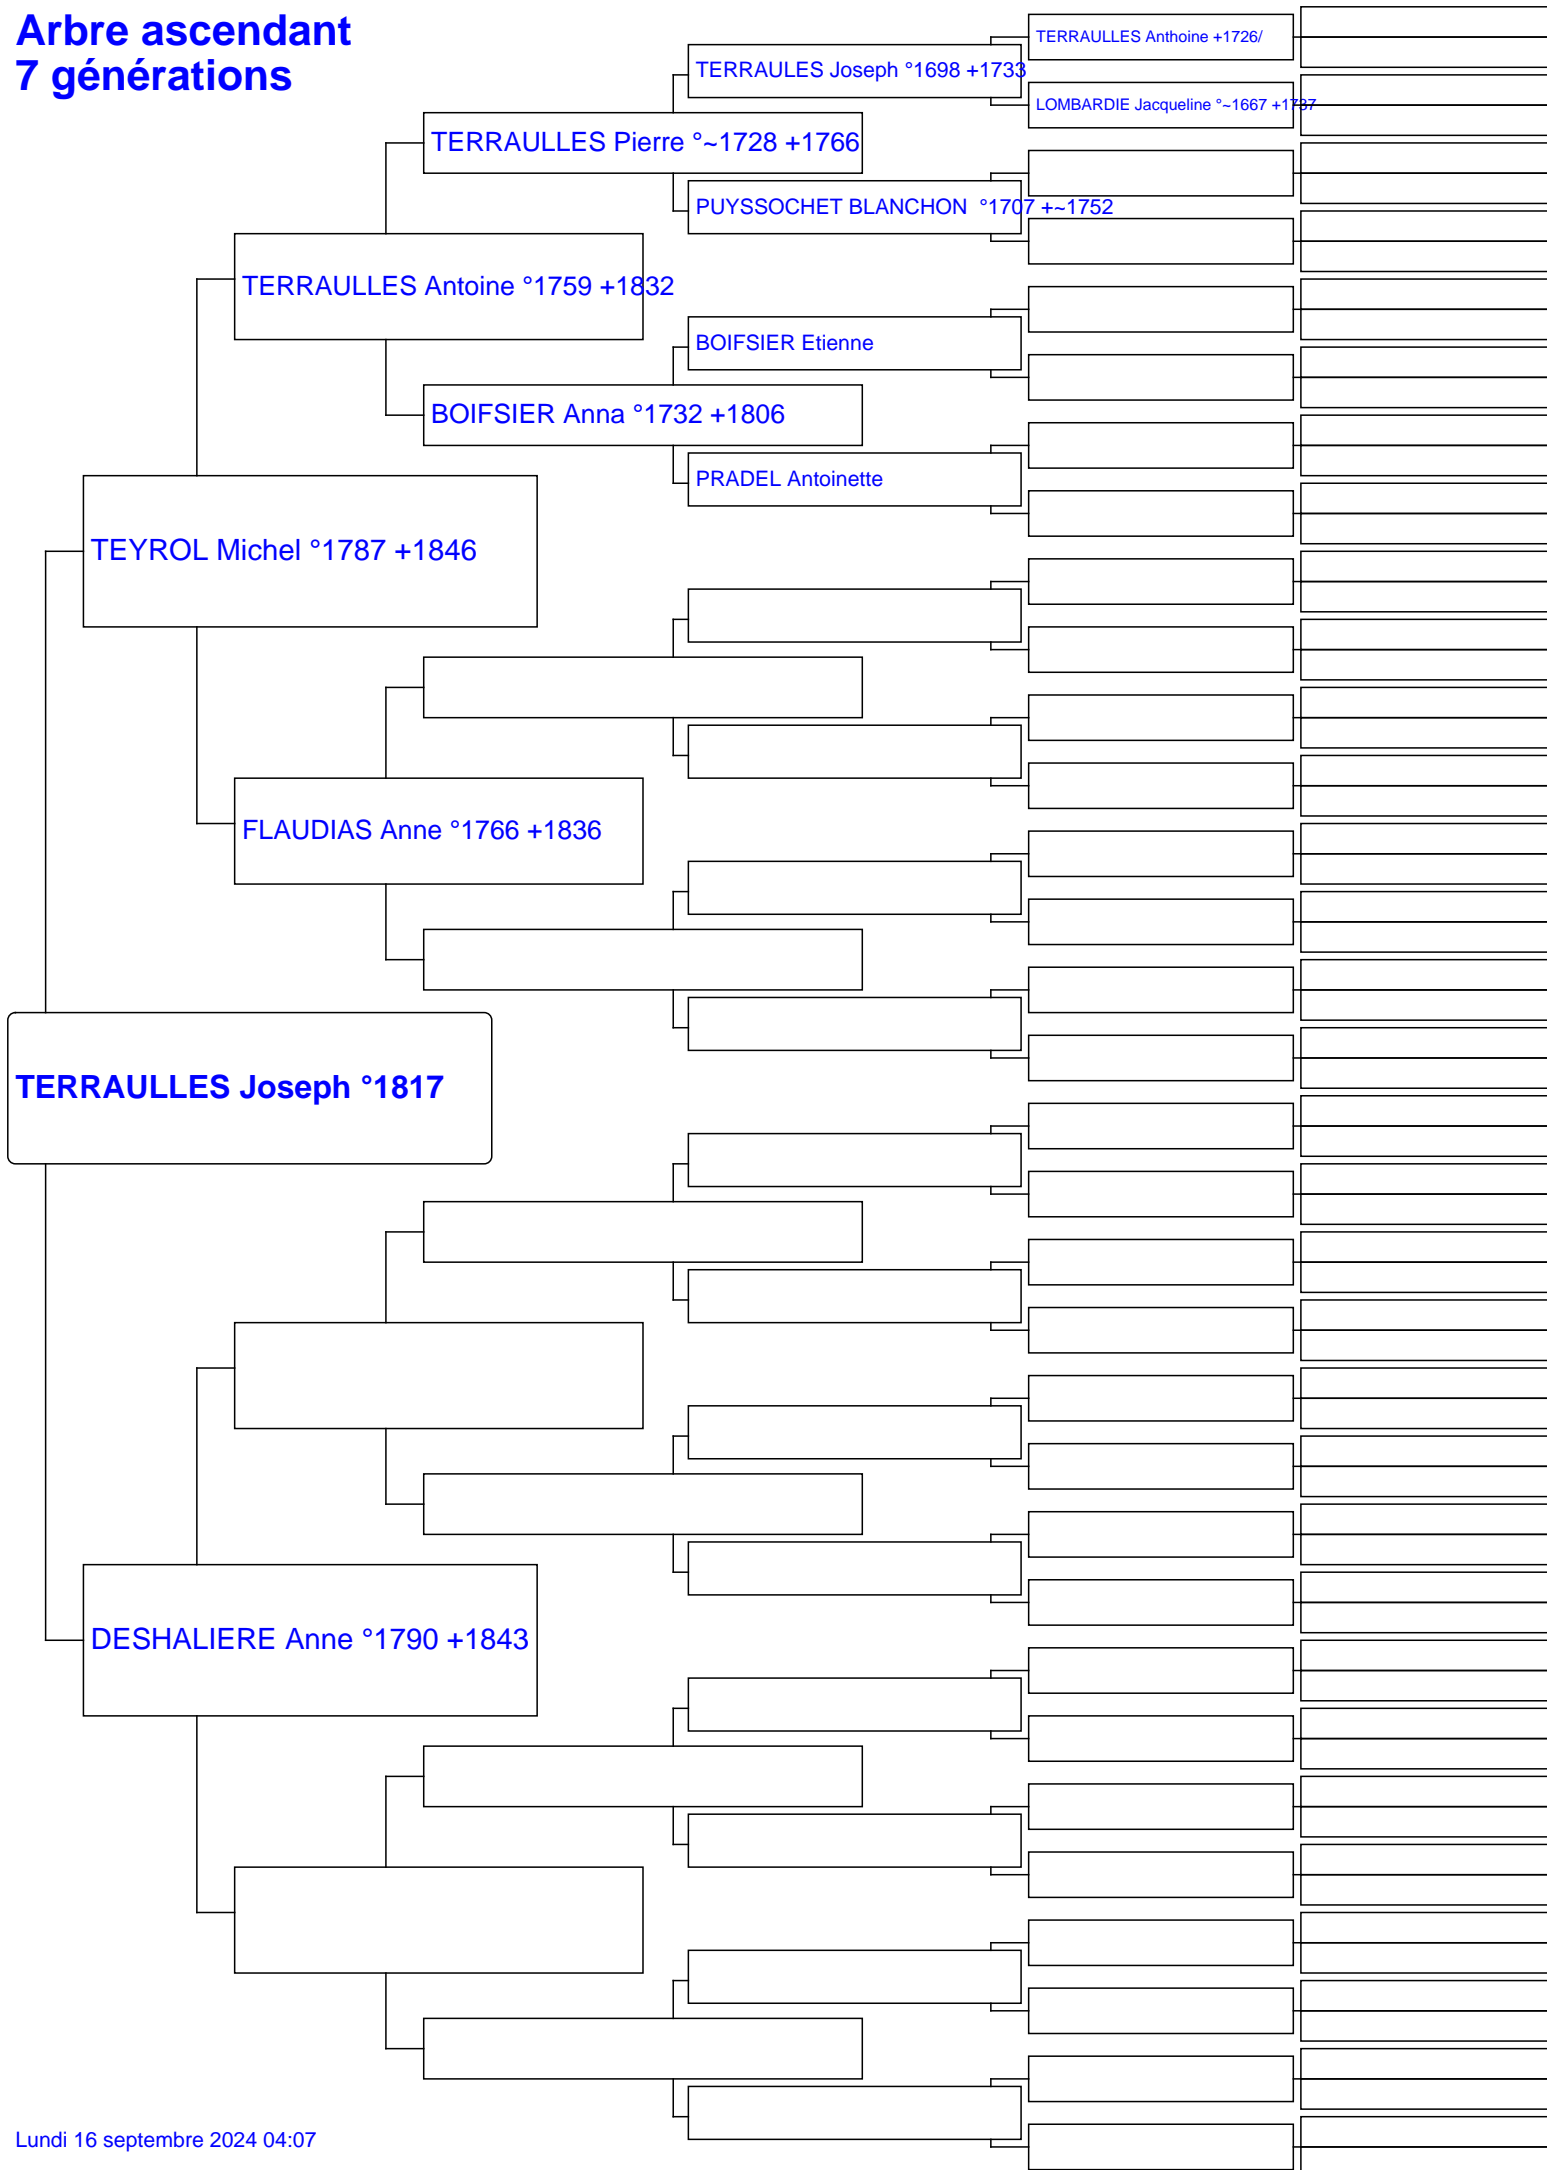 Arbre ascendant
7 générations
TERRAULLES Anthoine +1726/
TERRAULES Joseph °1698 +1733
LOMBARDIE Jacqueline °~1667 +1737
TERRAULLES Pierre °~1728 +1766
PUYSSOCHET BLANCHON  °1707 +~1752
TERRAULLES Antoine °1759 +1832
BOIFSIER Etienne
BOIFSIER Anna °1732 +1806
PRADEL Antoinette
TEYROL Michel °1787 +1846
FLAUDIAS Anne °1766 +1836
TERRAULLES Joseph °1817
DESHALIERE Anne °1790 +1843
Lundi 16 septembre 2024 04:07